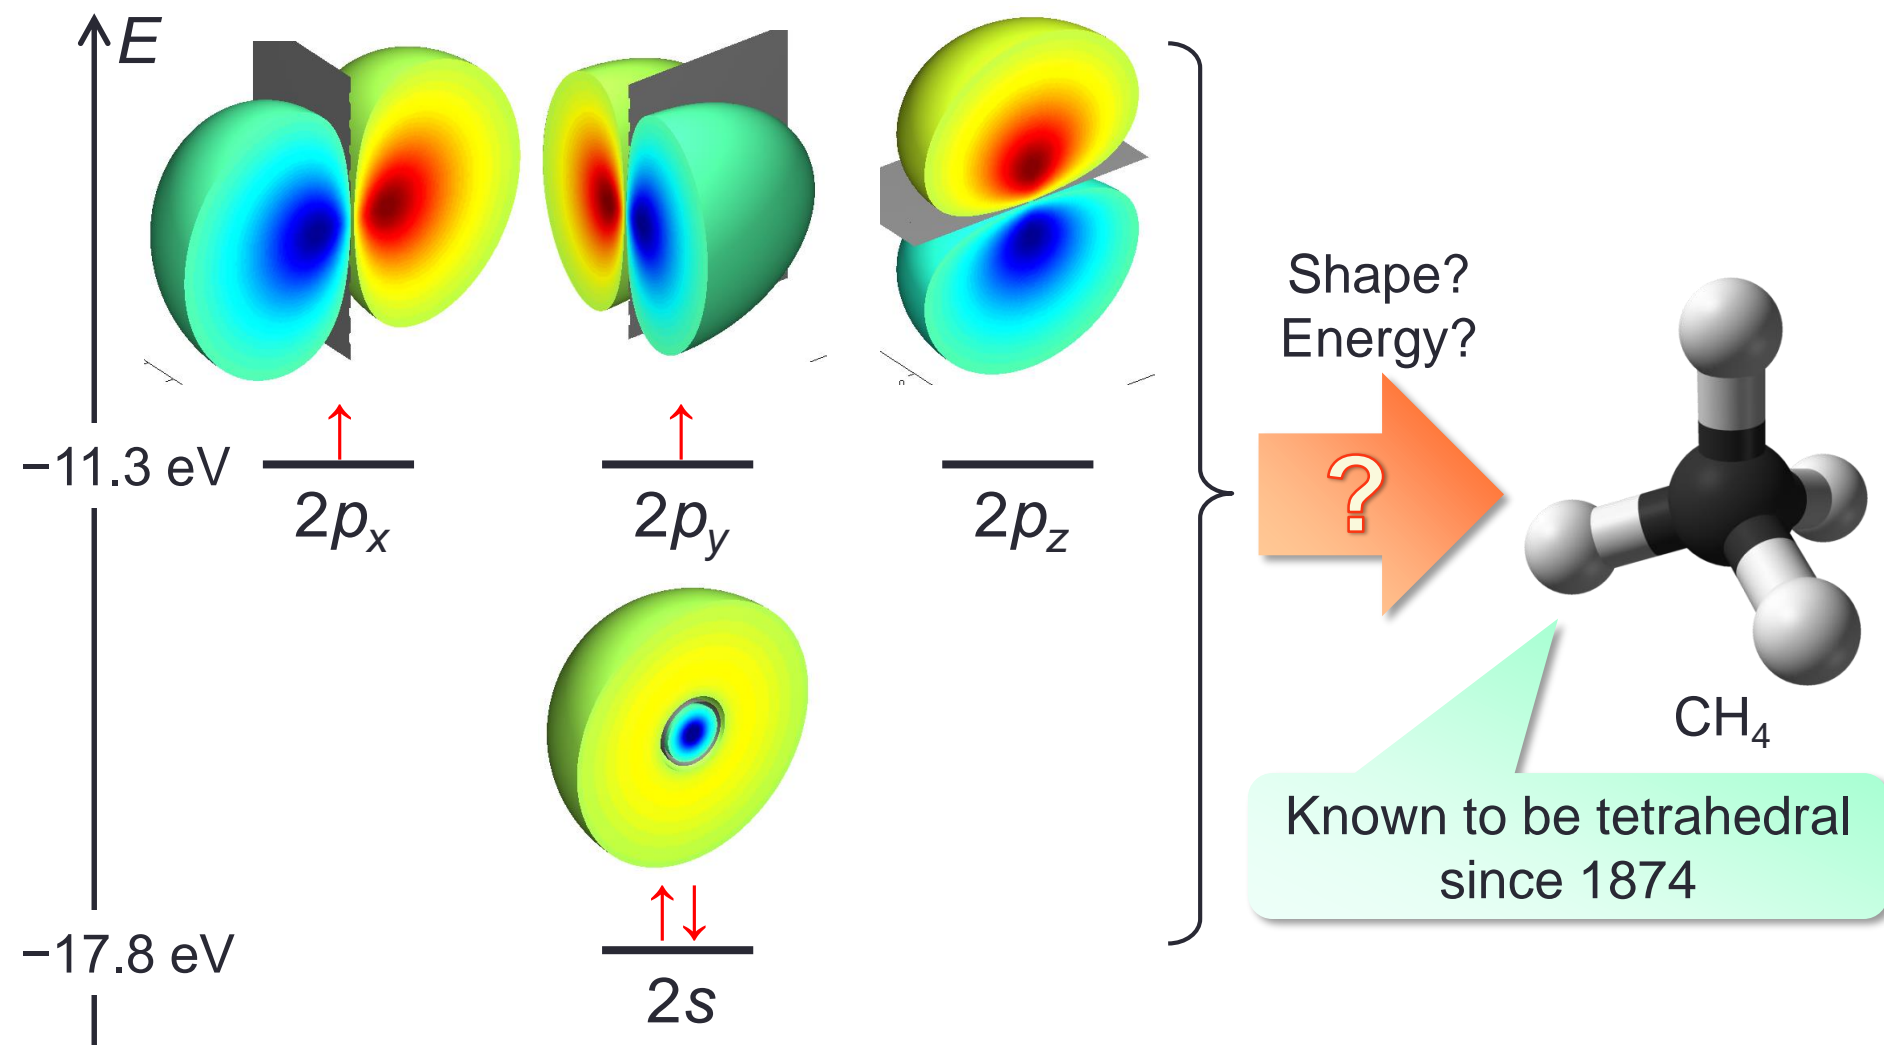 E
−11.3 eV
2px
2py
2pz
Shape?
Energy?
?
CH4
Known to be tetrahedral
since 1874
−17.8 eV
2s